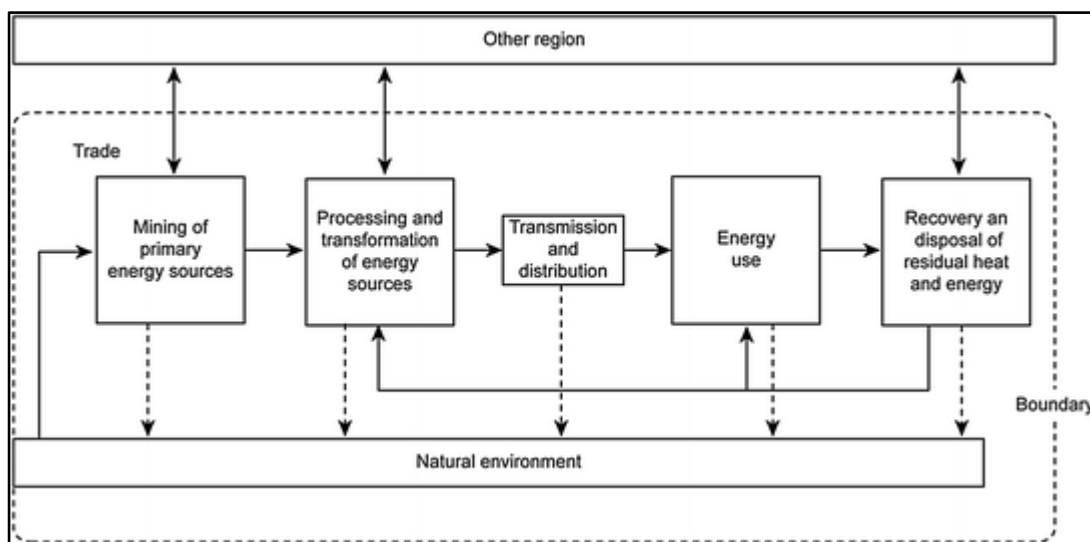 Other region
Trade
Mining of
primary
energy sources
Processing and
transformation
of energy
sources
Transmission
and
distribution
Energy
use
Recovery an
disposal of
residual heat
and energy
Boundary
Natural environment